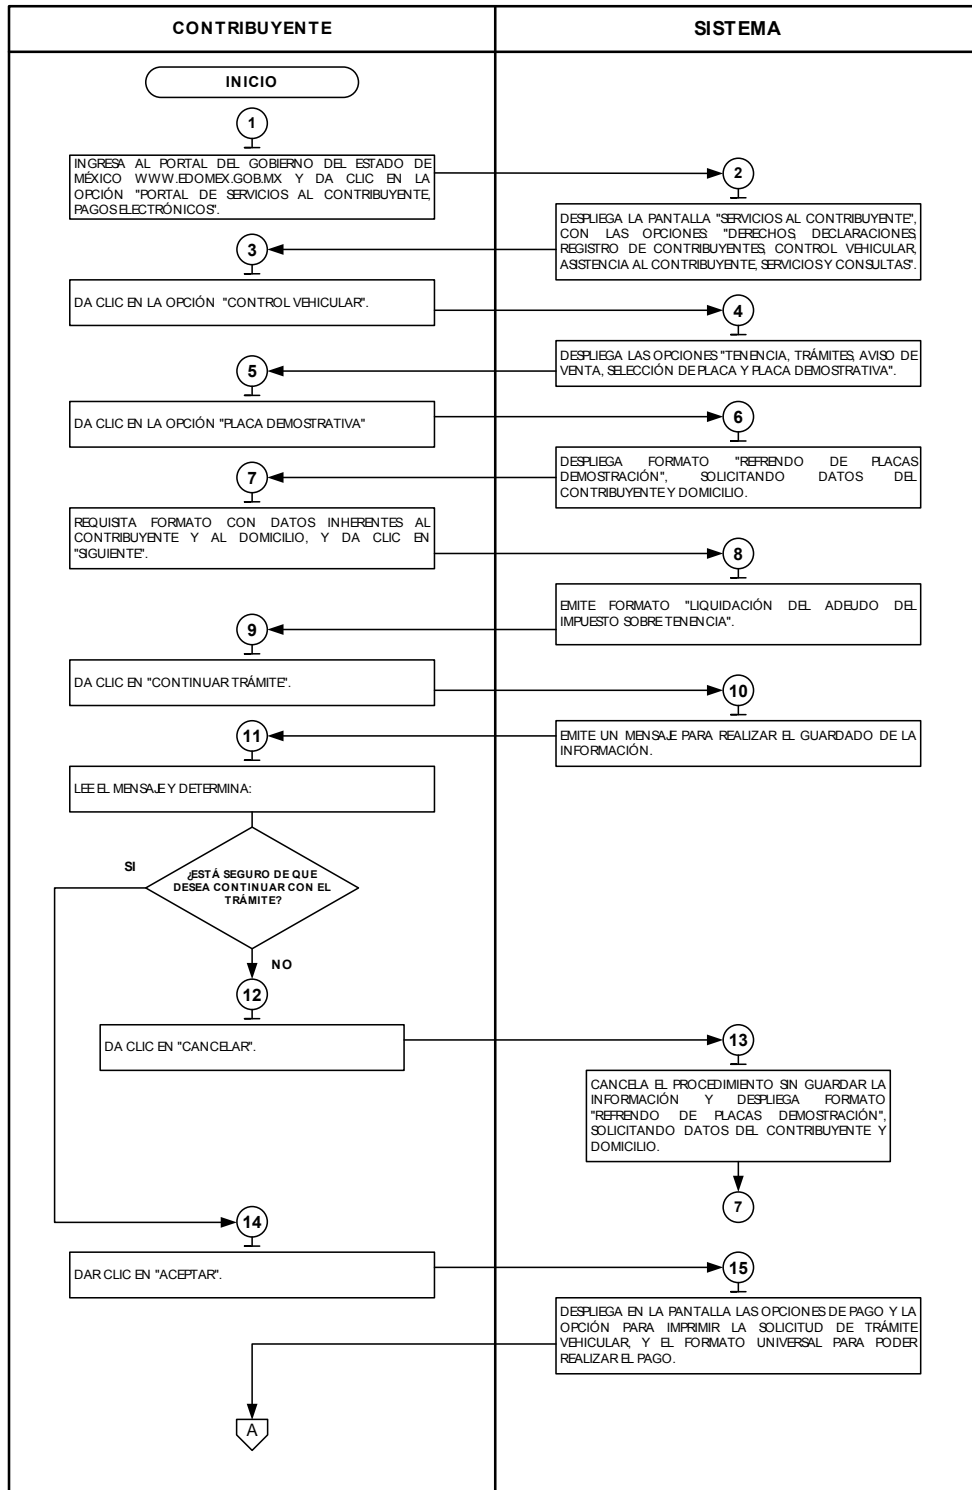 CONTRIBUYENTE
SISTEMA
INICIO
1
INGRESA AL PORTAL DEL GOBIERNO DEL ESTADO DE
MÉXICO WWW.EDOMEX.GOB.MX Y DA CLIC EN LA
OPCIÓN "PORTAL DE SERVICIOS AL CONTRIBUYENTE,
PAGOS ELECTRÓNICOS".
2
DESPLIEGA LA PANTALLA "SERVICIOS AL CONTRIBUYENTE",
CON LAS OPCIONES: "DERECHOS, DECLARACIONES,
REGISTRO DE CONTRIBUYENTES, CONTROL VEHICULAR,
ASISTENCIA AL CONTRIBUYENTE, SERVICIOS Y CONSULTAS".
3
DA CLIC EN LA OPCIÓN "CONTROL VEHICULAR".
4
DESPLIEGA LAS OPCIONES "TENENCIA, TRÁMITES, AVISO DE
VENTA, SELECCIÓN DE PLACA Y PLACA DEMOSTRATIVA".
5
DA CLIC EN LA OPCIÓN "PLACA DEMOSTRATIVA"
6
DESPLIEGA FORMATO "REFRENDO DE PLACAS
DEMOSTRACIÓN", SOLICITANDO DATOS DEL
CONTRIBUYENTE Y DOMICILIO.
7
REQUISITA FORMATO CON DATOS INHERENTES AL
CONTRIBUYENTE Y AL DOMICILIO, Y DA CLIC EN
"SIGUIENTE".
8
EMITE FORMATO "LIQUIDACIÓN DEL ADEUDO DEL
IMPUESTO SOBRE TENENCIA".
9
DA CLIC EN "CONTINUAR TRÁMITE".
10
EMITE UN MENSAJE PARA REALIZAR EL GUARDADO DE LA
INFORMACIÓN.
11
LEE EL MENSAJE Y DETERMINA:
SI
¿ESTÁ SEGURO DE QUE
DESEA CONTINUAR CON EL
TRÁMITE?
NO
12
DA CLIC EN "CANCELAR".
13
CANCELA EL PROCEDIMIENTO SIN GUARDAR LA
INFORMACIÓN Y DESPLIEGA FORMATO
"REFRENDO DE PLACAS DEMOSTRACIÓN",
SOLICITANDO DATOS DEL CONTRIBUYENTE Y
DOMICILIO.
7
14
DAR CLIC EN "ACEPTAR".
15
DESPLIEGA EN LA PANTALLA LAS OPCIONES DE PAGO Y LA
OPCIÓN PARA IMPRIMIR LA SOLICITUD DE TRÁMITE
VEHICULAR, Y EL FORMATO UNIVERSAL PARA PODER
REALIZAR EL PAGO.
A